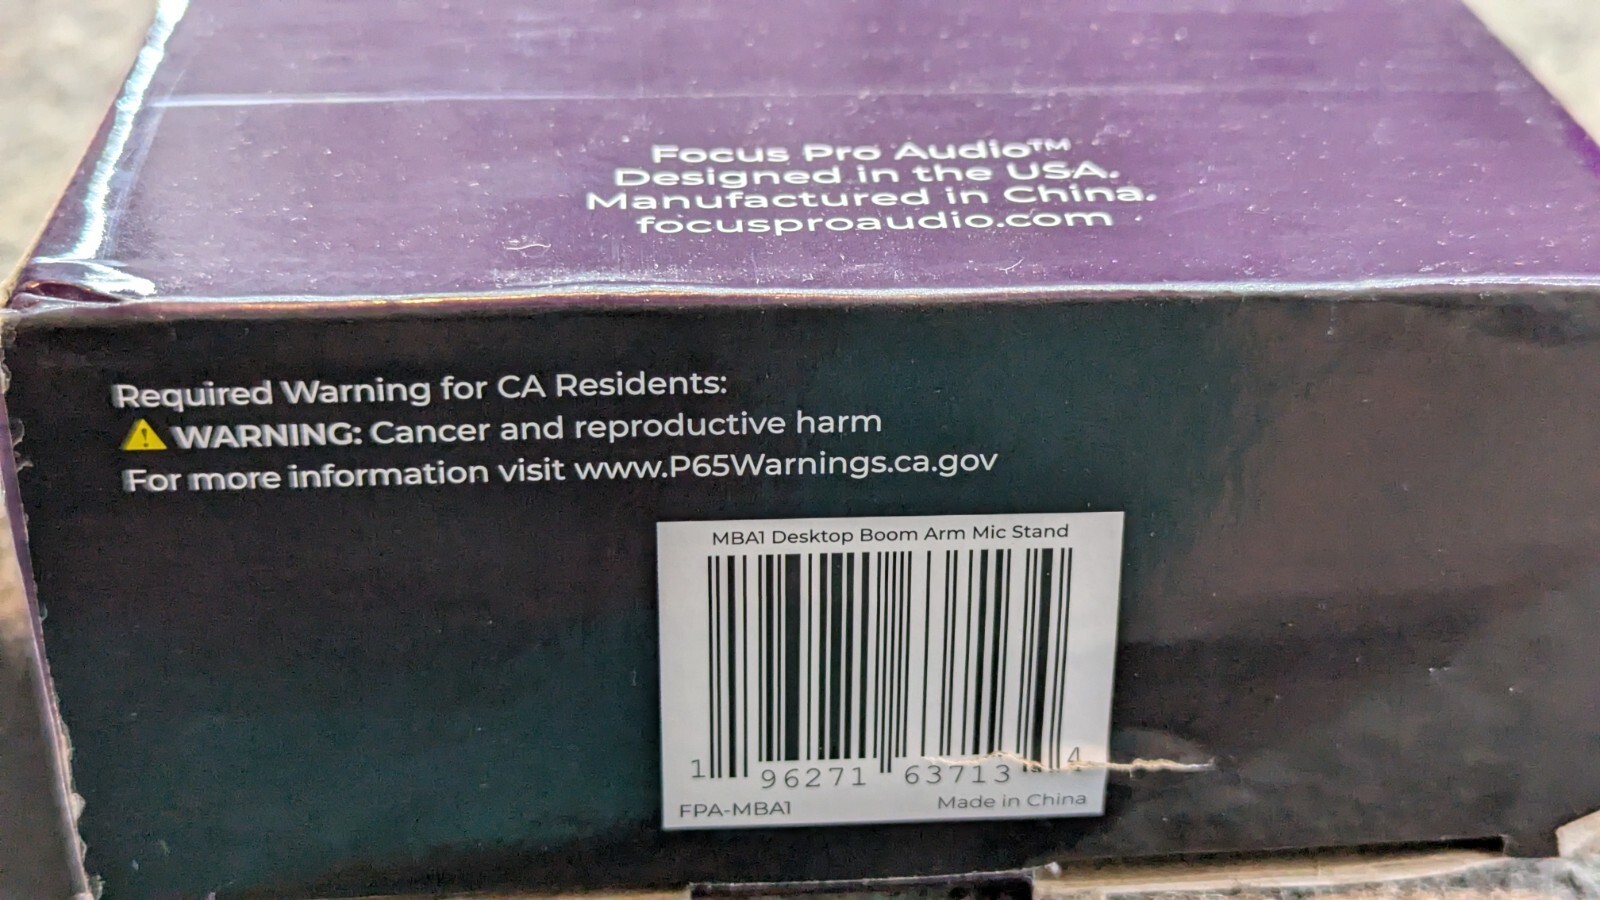 Focus Pro Audio™
Designed in the USA.
Manufactured in China.
focusproaudio.com
Required Warning for CA Residents:
⚠ WARNING: Cancer and reproductive harm
For more information visit www.P65Warnings.ca.gov
MBA1 Desktop Boom Arm Mic Stand
1 96271 63713 4
FPA-MBA1 Made in China